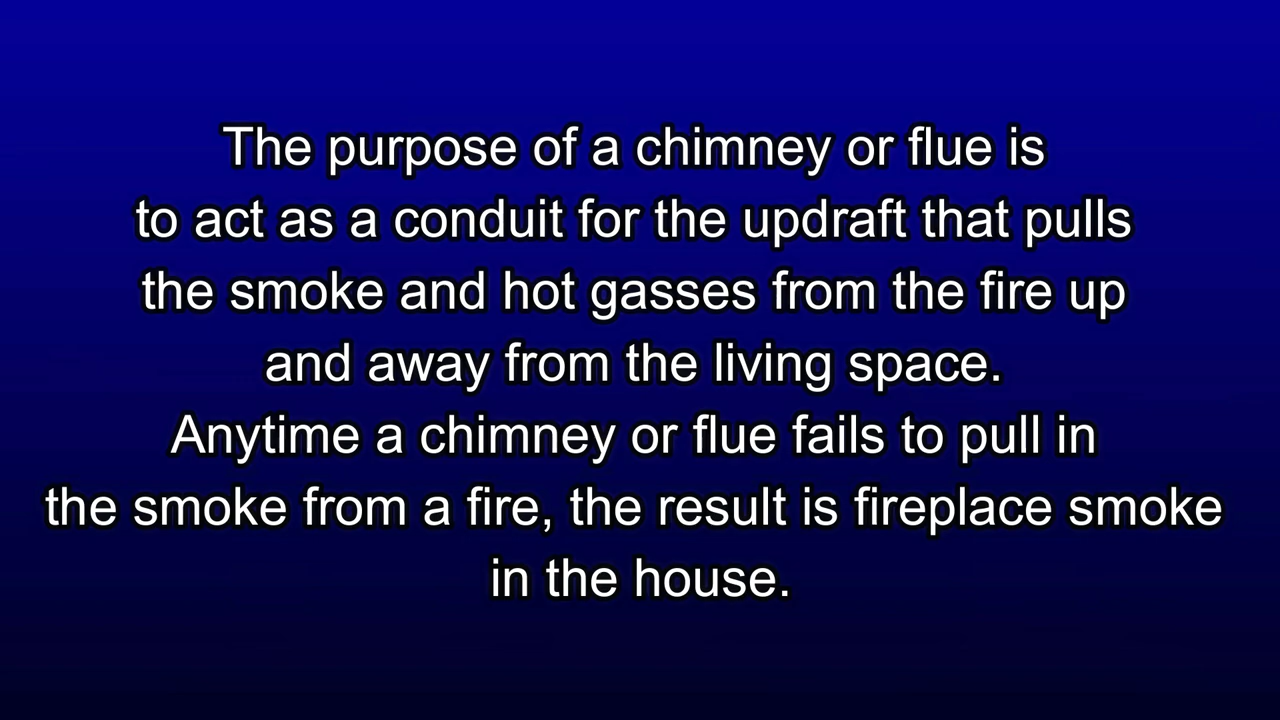 The purpose of a chimney or flue is
to act as a conduit for the updraft that pulls
the smoke and hot gasses from the fire up
and away from the living space.
Anytime a chimney or flue fails to pull in
the smoke from a fire, the result is fireplace smoke
in the house.